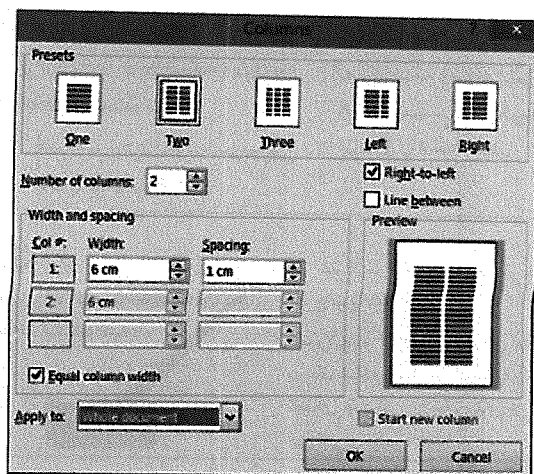 Columns ? ×
Presets
One Two Three Left Right
Number of columns: 2
Right-to-left
Line between
Width and spacing
Preview
Col #: Width: Spacing:
1: 6 cm 1 cm
2: 6 cm
Equal column width
Apply to: Whole document
Start new column
OK Cancel